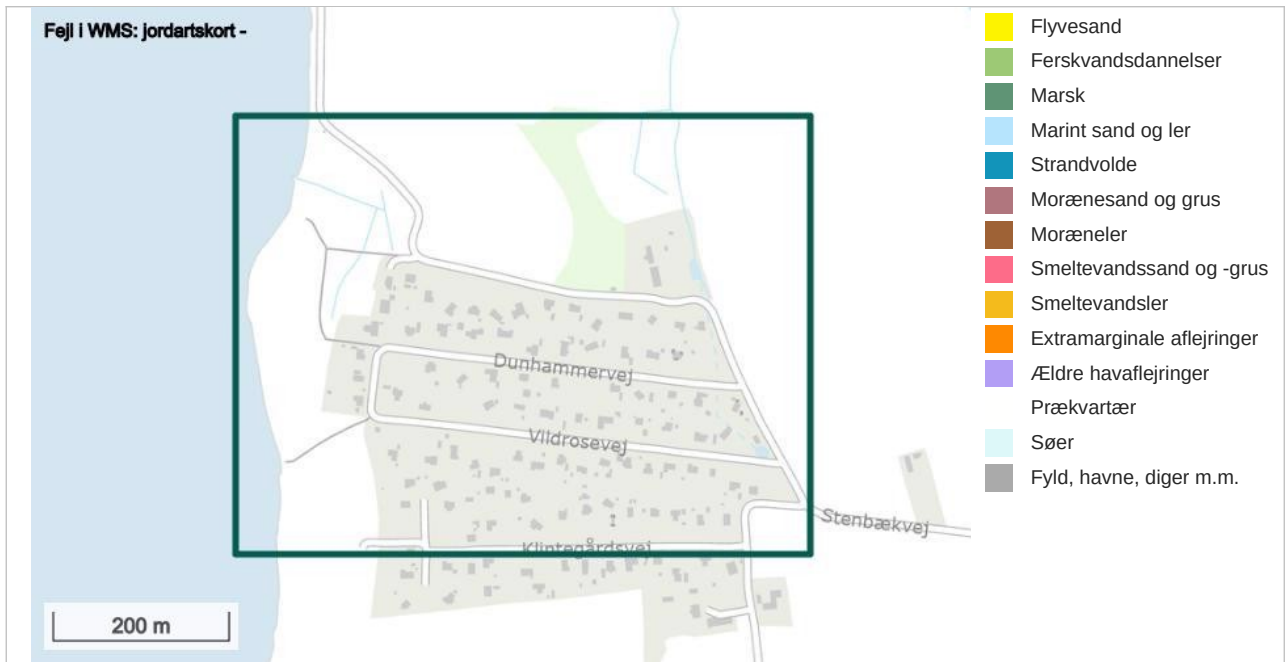 Fejl i WMS: jordartskort -
Dunhammervej
Vildrosevej
Stenbækvej
Klintegårdsvej
200 m
Flyvesand
Ferskvandsdannelser
Marsk
Marint sand og ler
Strandvolde
Morænesand og grus
Moræneler
Smeltevandssand og -grus
Smeltevandsler
Extramarginale aflejringer
Ældre havaflejringer
Prækvartær
Søer
Fyld, havne, diger m.m.